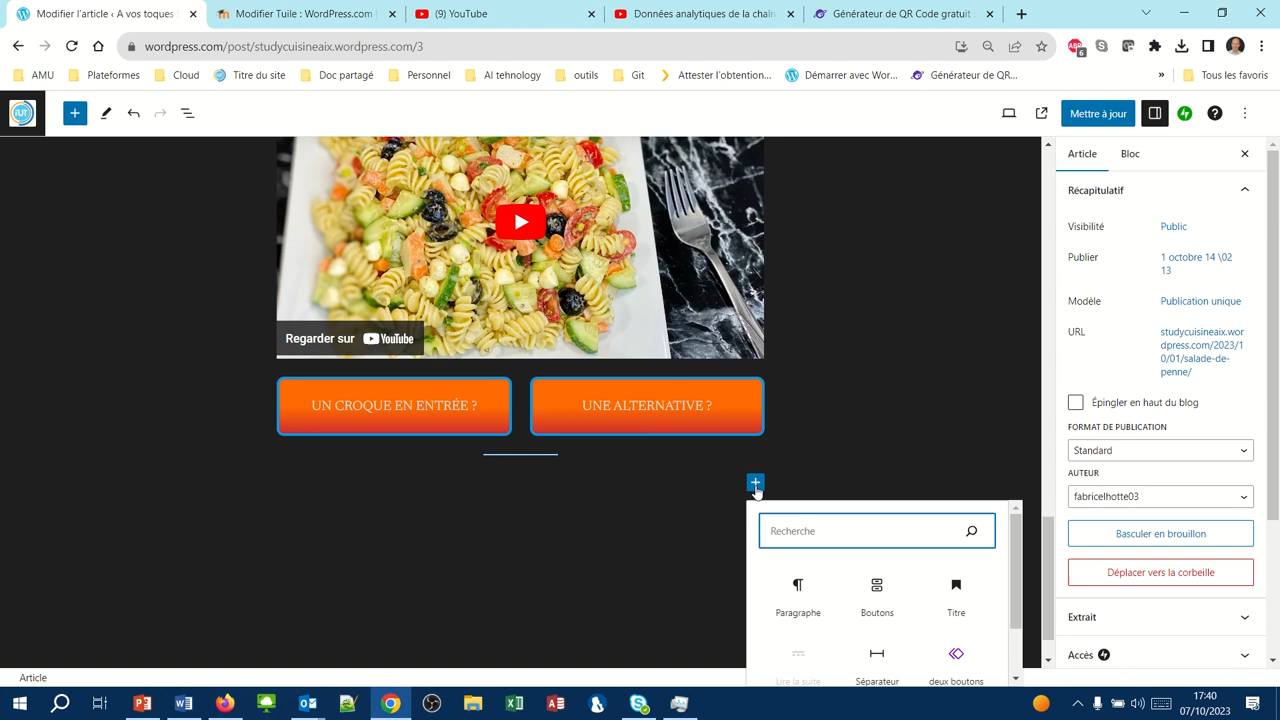 Modifier l'article « A vos toques !
Modifier Tuile : WordPress.com
(9) YouTube
Données analytiques de la chaîn
Générateur de QR Code gratuit :
wordpress.com/post/studycuisineaix.wordpress.com/3
ABP
6
AMU
Plateformes
Cloud
Titre du site
Doc partagé
Personnel
AI tehnology
outils
Git
Attester l'obtention...
Démarrer avec Wor...
Générateur de QR...
»
Tous les favoris
iUT
Mettre à jour
Article
Bloc
Récapitulatif
Visibilité
Public
Publier
1 octobre 14 \02
13
Modèle
Publication unique
URL
studycuisineaix.wor
dpress.com/2023/1
0/01/salade-de-
penne/
Épingler en haut du blog
FORMAT DE PUBLICATION
Standard
AUTEUR
fabricelhotte03
Basculer en brouillon
Déplacer vers la corbeille
Extrait
Accès
Regarder sur YouTube
UN CROQUE EN ENTRÉE ?
UNE ALTERNATIVE ?
Recherche
Paragraphe
Boutons
Titre
Lire la suite
Séparateur
deux boutons
Article
17:40
07/10/2023